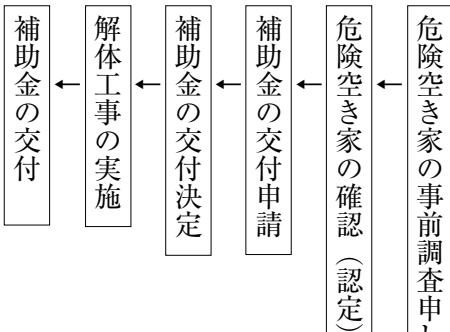 危険空き家の事前調査申
危険空き家の確認（認定）
補助金の交付申請
補助金の交付決定
解体工事の実施
補助金の交付